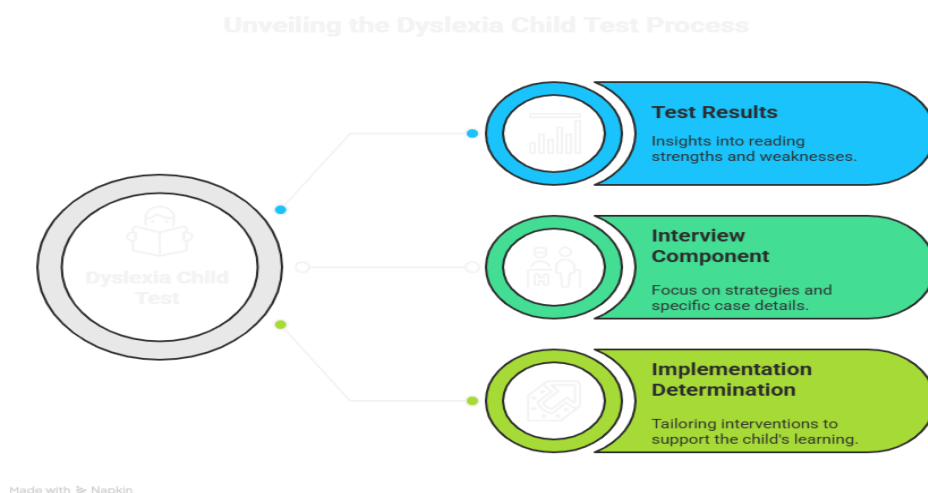 Unveiling the Dyslexia Child Test Process
Dyslexia Child
Test
Test Results
Insights into reading
strengths and weaknesses.
Interview
Component
Focus on strategies and
specific case details.
Implementation
Determination
Tailoring interventions to
support the child's learning.
Made with Napkin